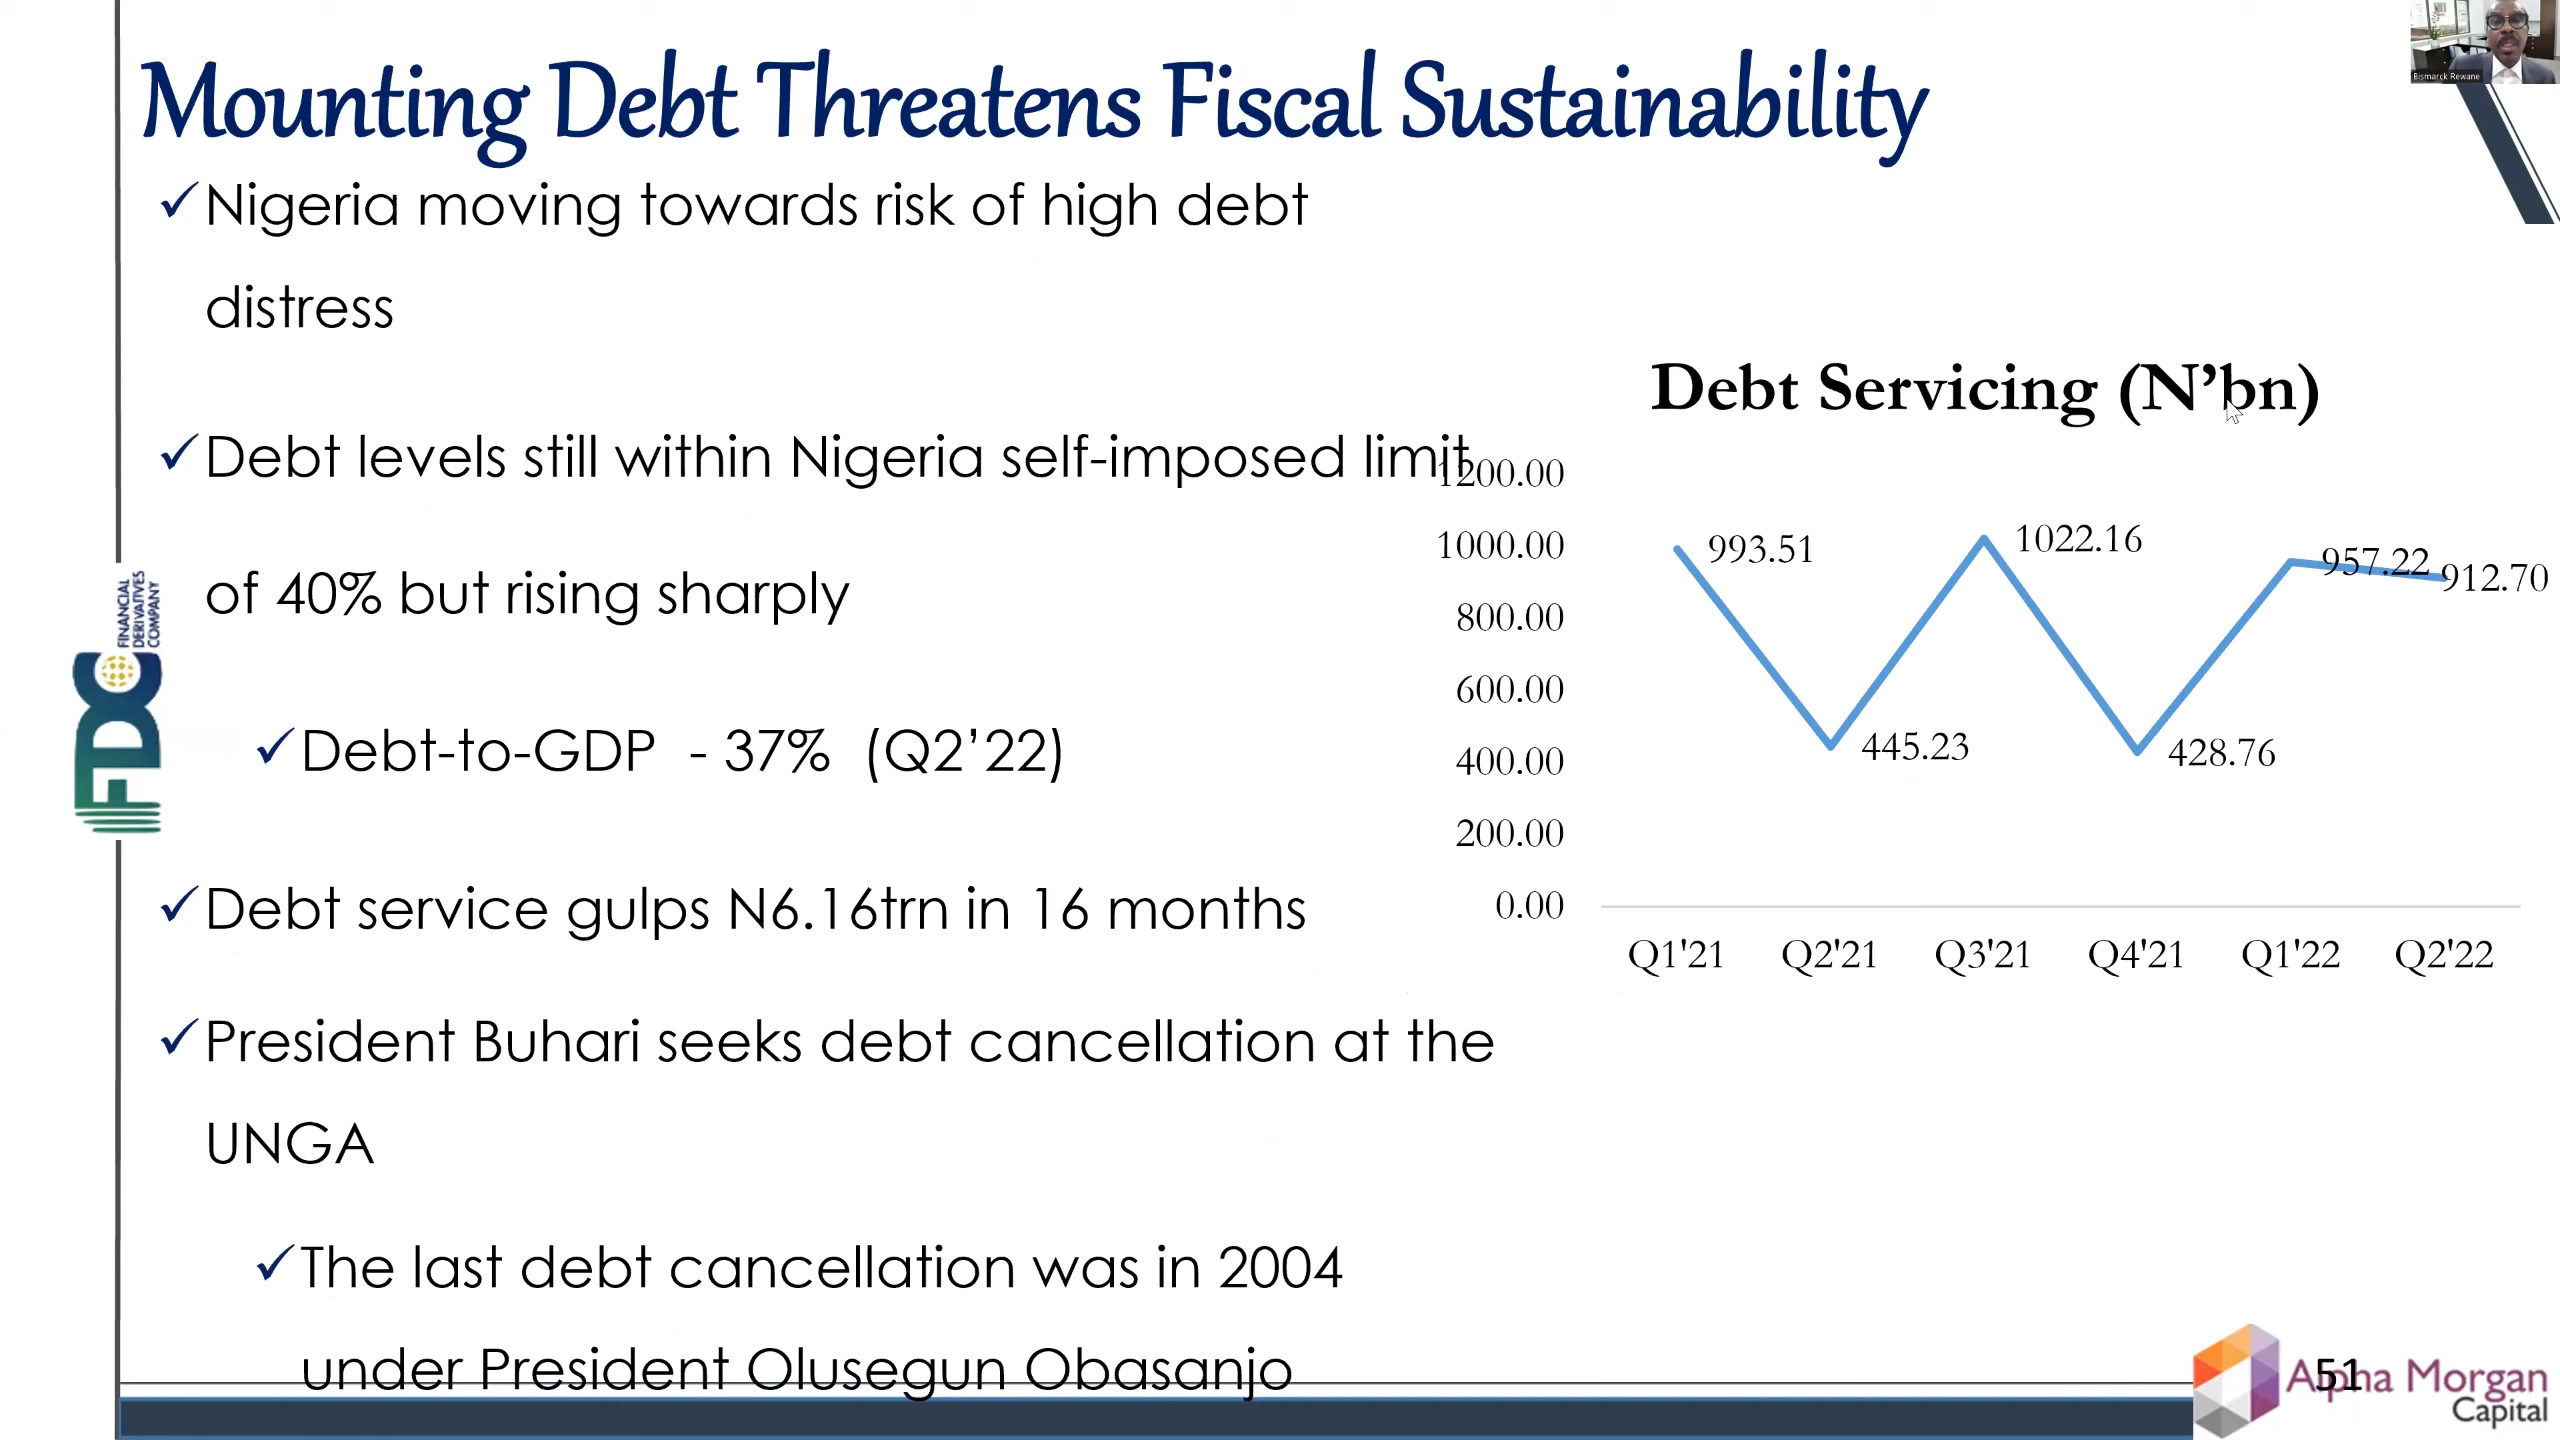 Mounting Debt Threatens Fiscal Sustainability
Bismarck Rewane
✓Nigeria moving towards risk of high debt
distress
✓Debt levels still within Nigeria self-imposed limit
of 40% but rising sharply
✓Debt-to-GDP - 37% (Q2’22)
✓Debt service gulps N6.16trn in 16 months
✓President Buhari seeks debt cancellation at the
UNGA
✓The last debt cancellation was in 2004
under President Olusegun Obasanjo
Debt Servicing (N’bn)
1200.00
1000.00
800.00
600.00
400.00
200.00
0.00
993.51
445.23
1022.16
428.76
957.22
912.70
Q1'21 Q2'21 Q3'21 Q4'21 Q1'22 Q2'22
FDC
FINANCIAL
DERIVATIVES
COMPANY
51
Alpha Morgan
Capital